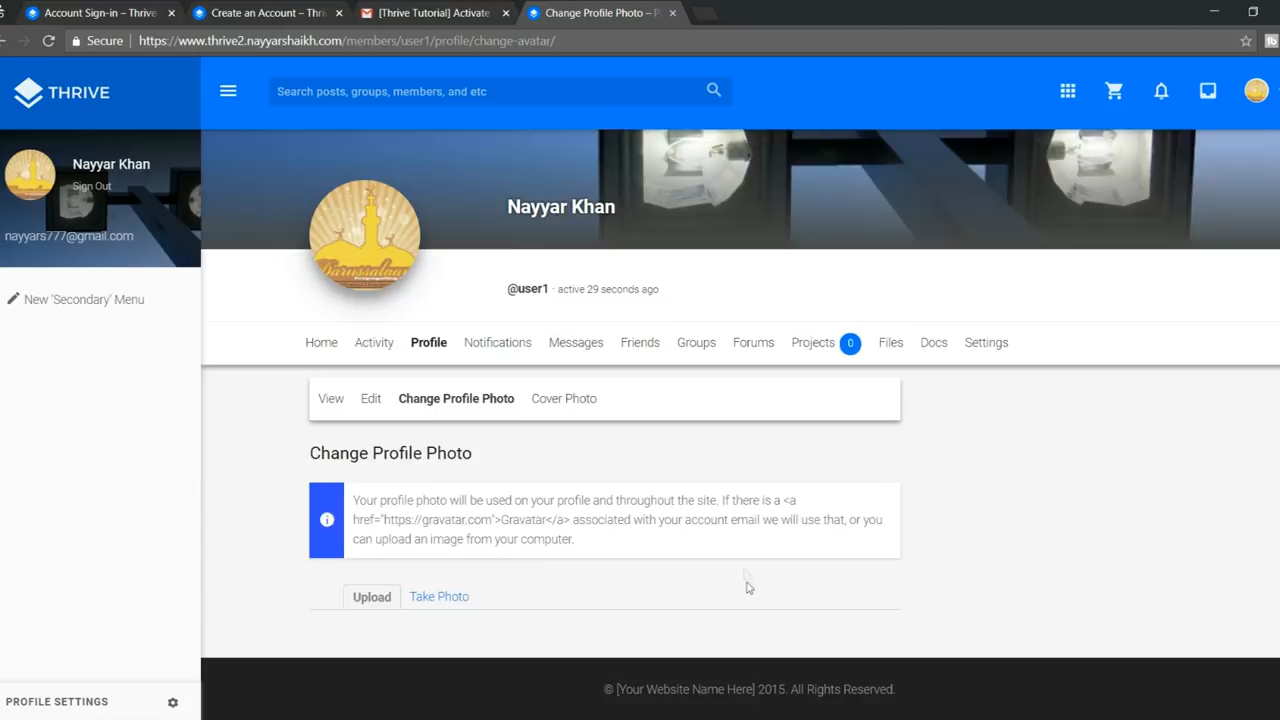 Account Sign-in – Thrive
Create an Account – Thri
[Thrive Tutorial] Activate
Change Profile Photo – P
Secure
https://www.thrive2.nayyarshaikh.com/members/user1/profile/change-avatar/
THRIVE
Search posts, groups, members, and etc
Nayyar Khan
Sign Out
nayyars777@gmail.com
New 'Secondary' Menu
Nayyar Khan
Darussalaam
@user1 · active 29 seconds ago
Home Activity Profile Notifications Messages Friends Groups Forums Projects 0 Files Docs Settings
View Edit Change Profile Photo Cover Photo
Change Profile Photo
Your profile photo will be used on your profile and throughout the site. If there is a <a
href="https://gravatar.com">Gravatar</a> associated with your account email we will use that, or you
can upload an image from your computer.
Upload Take Photo
PROFILE SETTINGS
© [Your Website Name Here] 2015. All Rights Reserved.